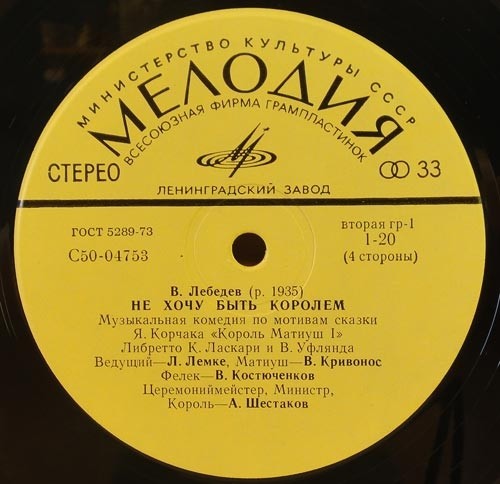 МИНИСТЕРСТВО КУЛЬТУРЫ СССР
МЕЛОДИЯ
ВСЕСОЮЗНАЯ ФИРМА ГРАМПЛАСТИНОК
СТЕРЕО
33
ЛЕНИНГРАДСКИЙ ЗАВОД
ГОСТ 5289-73
вторая гр-1
С50-04753
1-20
(4 стороны)
В. Лебедев (р. 1935)
НЕ ХОЧУ БЫТЬ КОРОЛЕМ
Музыкальная комедия по мотивам сказки
Я. Корчака «Король Матиуш I»
Либретто К. Ласкари и В. Уфлянда
Ведущий—Л. Лемке, Матиуш—В. Кривонос
Фелек—В. Костюченков
Церемониймейстер, Министр,
Король—А. Шестаков